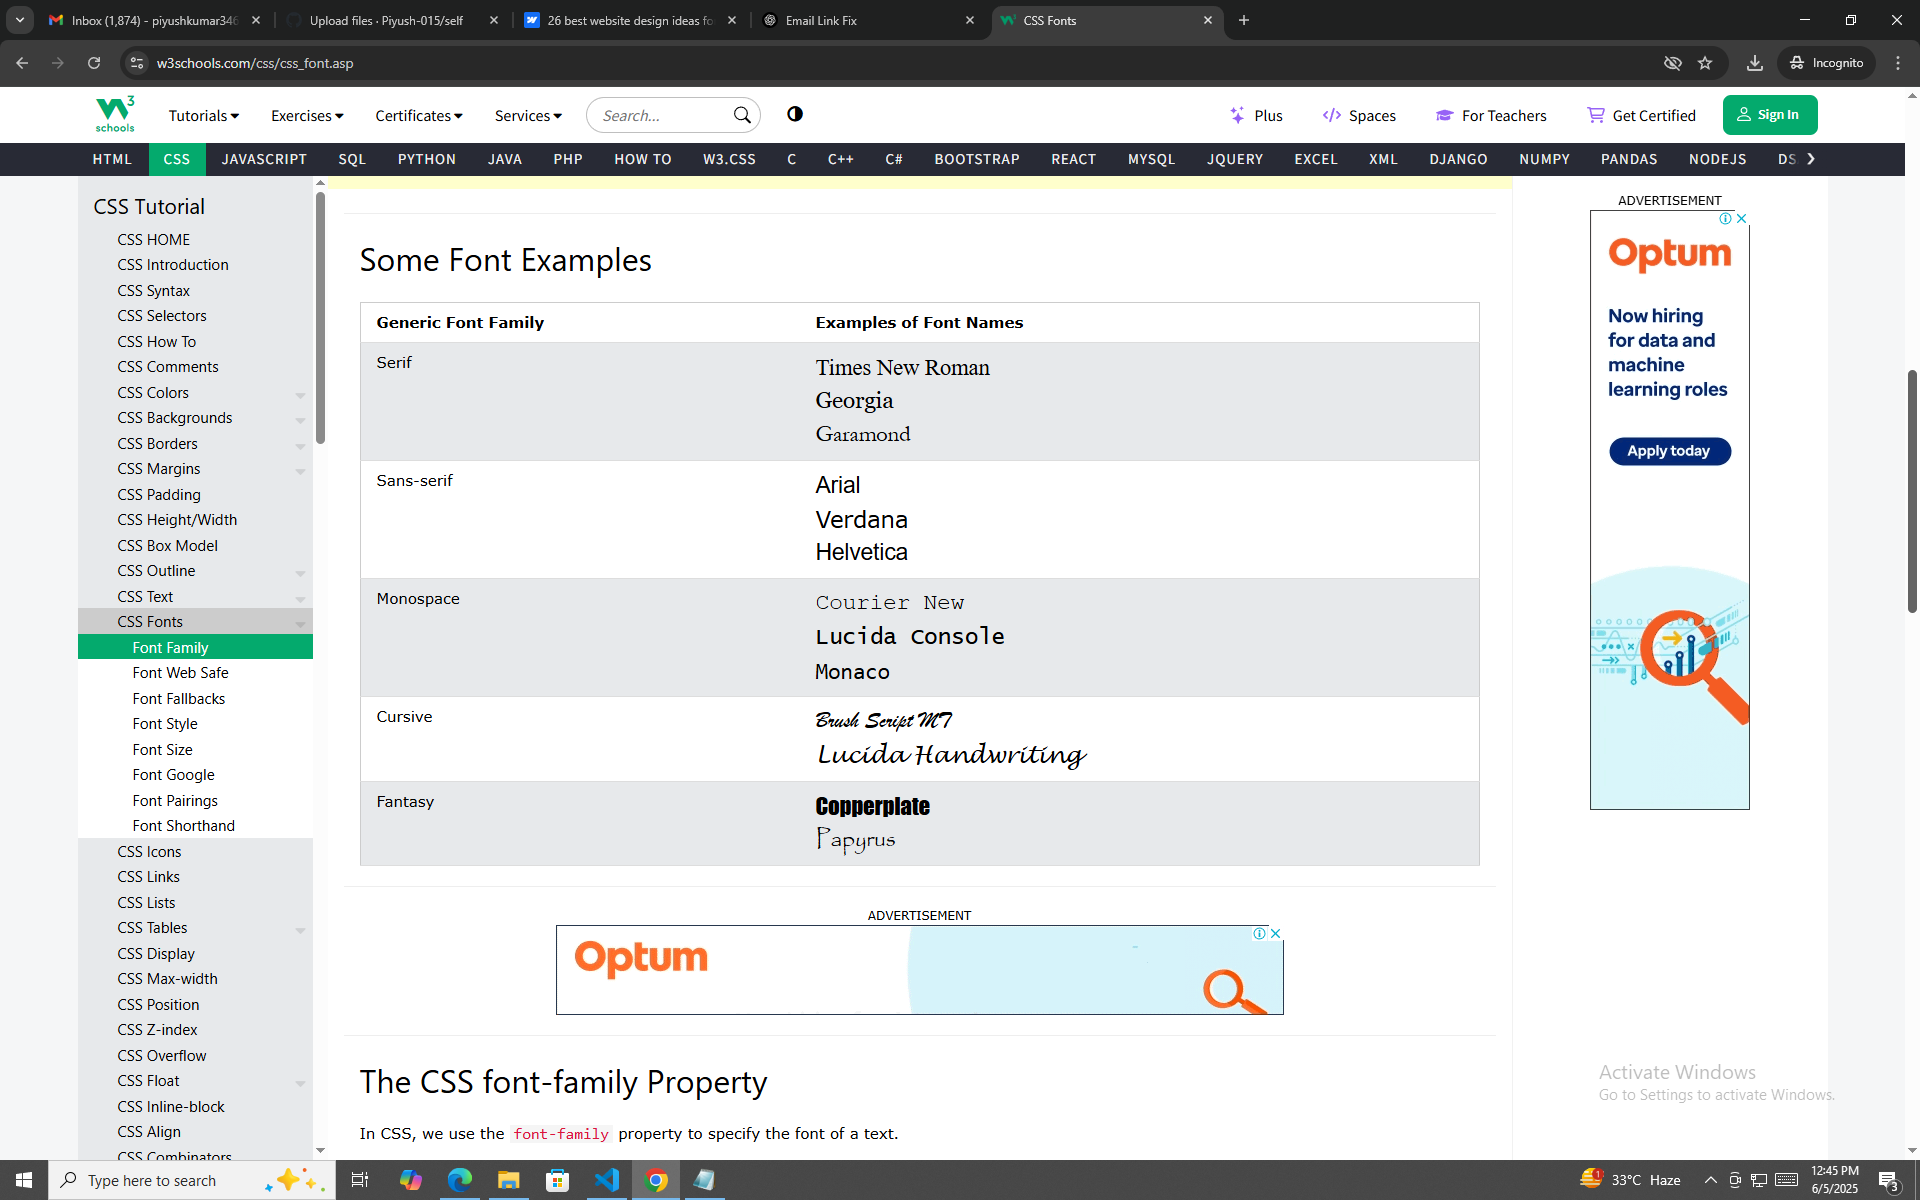 Inbox (1,874) - piyushkumar346
Upload files · Piyush-015/self
26 best website design ideas fo
Email Link Fix
CSS Fonts
w3schools.com/css/css_font.asp
Incognito
W3
schools
Tutorials
Exercises
Certificates
Services
Search...
Plus
Spaces
For Teachers
Get Certified
Sign In
HTML CSS JAVASCRIPT SQL PYTHON JAVA PHP HOW TO W3.CSS C C++ C# BOOTSTRAP REACT MYSQL JQUERY EXCEL XML DJANGO NUMPY PANDAS NODEJS DS
CSS Tutorial
CSS HOME
CSS Introduction
CSS Syntax
CSS Selectors
CSS How To
CSS Comments
CSS Colors
CSS Backgrounds
CSS Borders
CSS Margins
CSS Padding
CSS Height/Width
CSS Box Model
CSS Outline
CSS Text
CSS Fonts
Font Family
Font Web Safe
Font Fallbacks
Font Style
Font Size
Font Google
Font Pairings
Font Shorthand
CSS Icons
CSS Links
CSS Lists
CSS Tables
CSS Display
CSS Max-width
CSS Position
CSS Z-index
CSS Overflow
CSS Float
CSS Inline-block
CSS Align
CSS Combinators
Some Font Examples
Generic Font Family Examples of Font Names
Serif Times New Roman
Georgia
Garamond
Sans-serif Arial
Verdana
Helvetica
Monospace Courier New
Lucida Console
Monaco
Cursive Brush Script MT
Lucida Handwriting
Fantasy Copperplate
Papyrus
ADVERTISEMENT
Optum
The CSS font-family Property
In CSS, we use the font-family property to specify the font of a text.
ADVERTISEMENT
Optum
Now hiring
for data and
machine
learning roles
Apply today
Activate Windows
Go to Settings to activate Windows.
Type here to search
1
33°C Haze
12:45 PM
6/5/2025
3